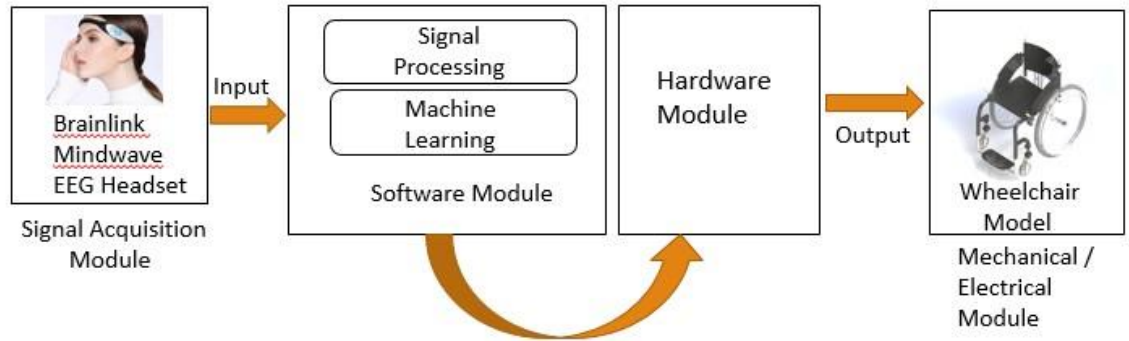 Brainlink
Mindwave
EEG Headset
Signal Acquisition
Module
Input
Signal
Processing
Machine
Learning
Software Module
Hardware
Module
Output
Wheelchair
Model
Mechanical /
Electrical
Module